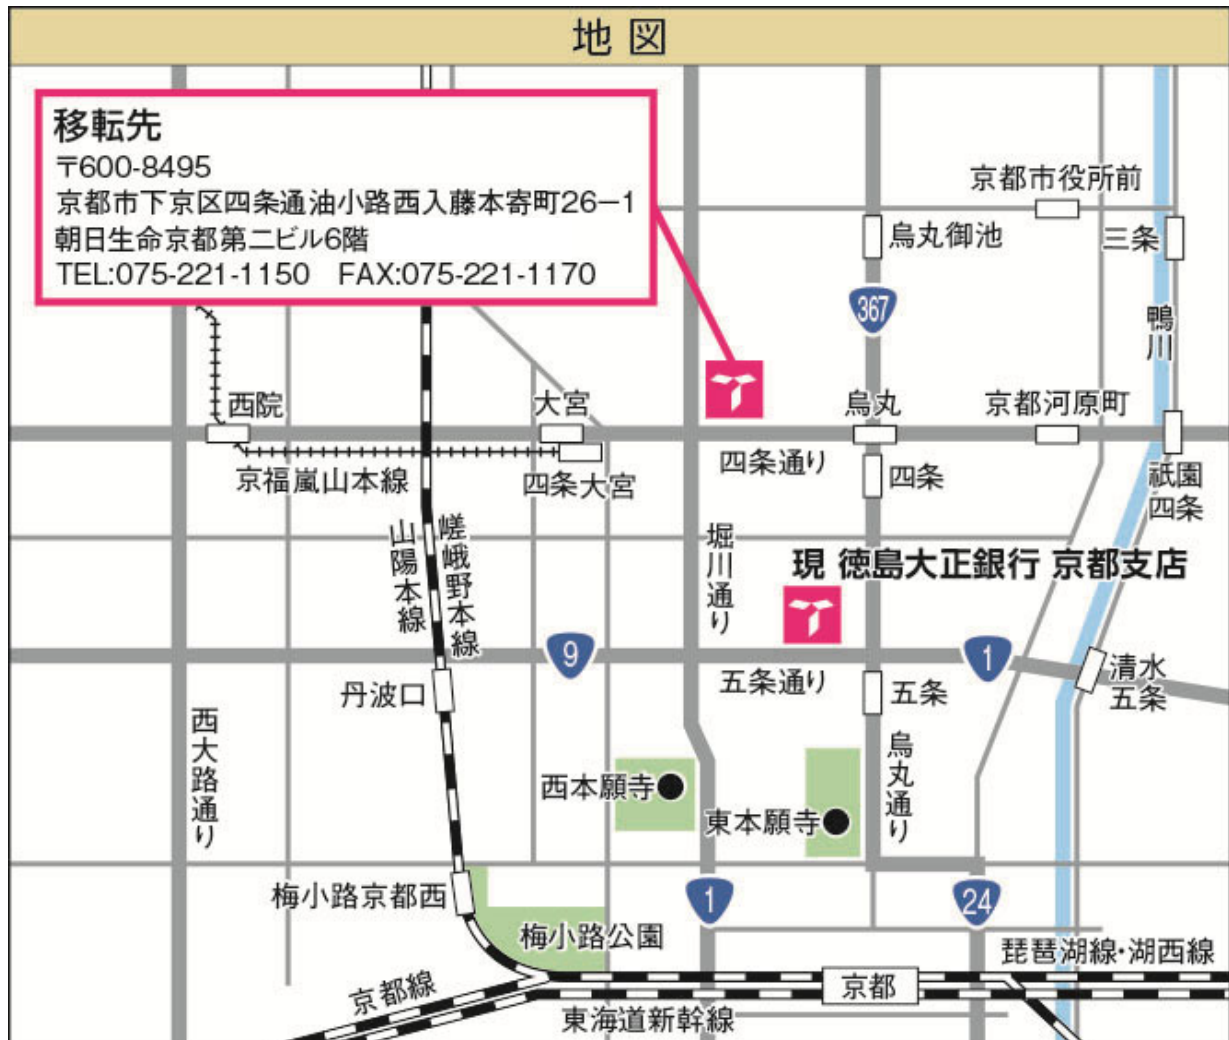 地図
移転先
〒600-8495
京都市下京区四条通油小路西入藤本寄町26−1
朝日生命京都第二ビル6階
TEL:075-221-1150　FAX:075-221-1170
京都市役所前
烏丸御池
三条
367
鴨川
西院
大宮
烏丸
京都河原町
四条通り
京福嵐山本線
四条大宮
四条
祇園
四条
山陽本線
嵯峨野本線
堀川通り
現 徳島大正銀行 京都支店
9
1
丹波口
五条通り
五条
清水
五条
西大路通り
烏丸通り
西本願寺
東本願寺
梅小路京都西
1
24
梅小路公園
琵琶湖線・湖西線
京都線
京都
東海道新幹線